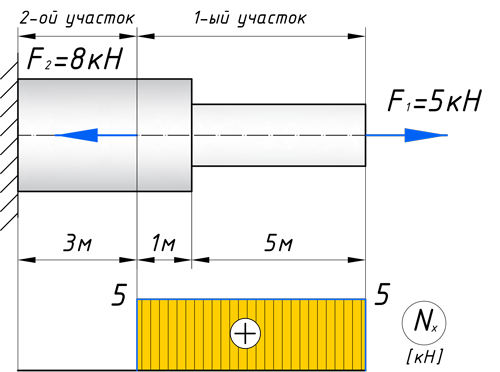 2-ой участок 1-ый участок
F₂=8кН
F₁=5кН
3м 1м 5м
5 5
+
Nₓ
[кН]